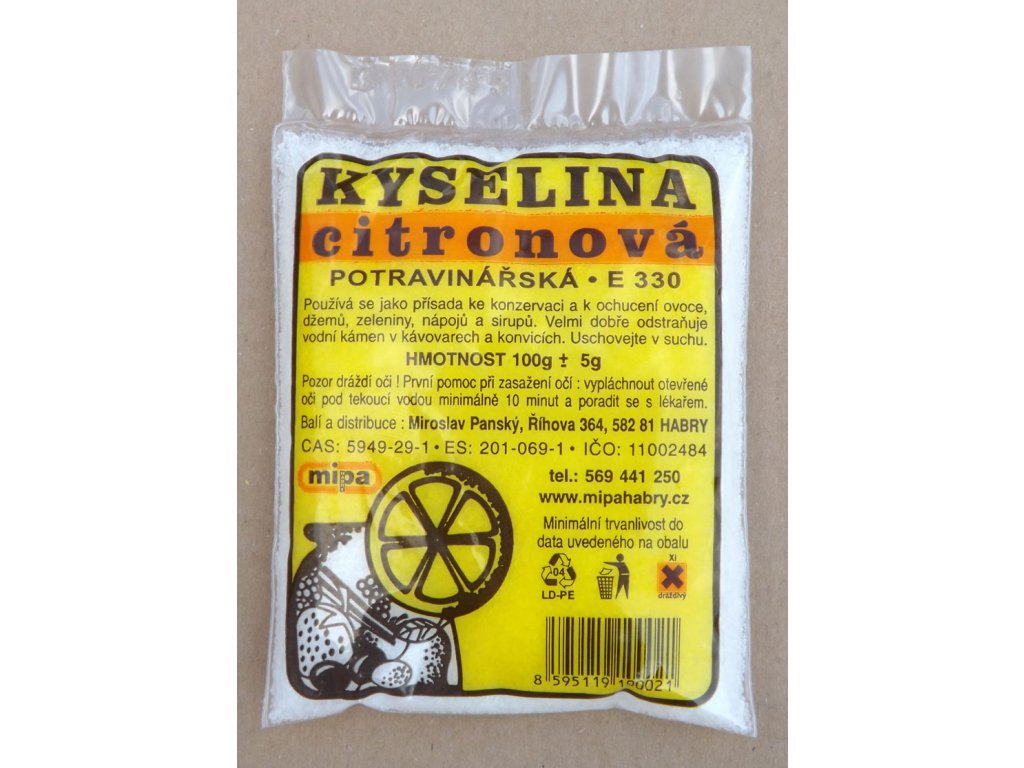 KYSELINA
citronová
POTRAVINÁŘSKÁ • E 330
Používá se jako přísada ke konzervaci a k ochucení ovoce,
džemů, zeleniny, nápojů a sirupů. Velmi dobře odstraňuje
vodní kámen v kávovarech a konvicích. Uschovejte v suchu.
HMOTNOST 100g ± 5g
Pozor dráždí oči ! První pomoc při zasažení očí : vypláchnout otevřené
oči pod tekoucí vodou minimálně 10 minut a poradit se s lékařem.
Balí a distribuce : Miroslav Panský, Říhova 364, 582 81 HABRY
CAS: 5949-29-1 • ES: 201-069-1 • IČO: 11002484
mipa
tel.: 569 441 250
www.mipahabry.cz
Minimální trvanlivost do
data uvedeného na obalu
04
LD-PE
Xi
dráždivý
8 595119 190021